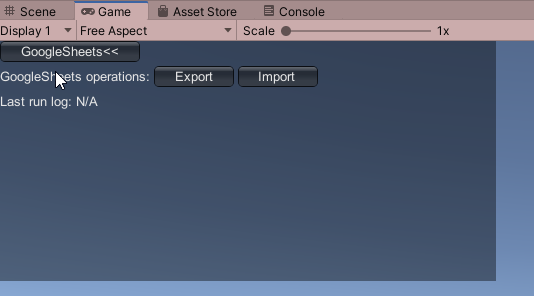 Scene Game Asset Store Console
Display 1 Free Aspect Scale 1x
GoogleSheets<<
GoogleSheets operations: Export Import
Last run log: N/A